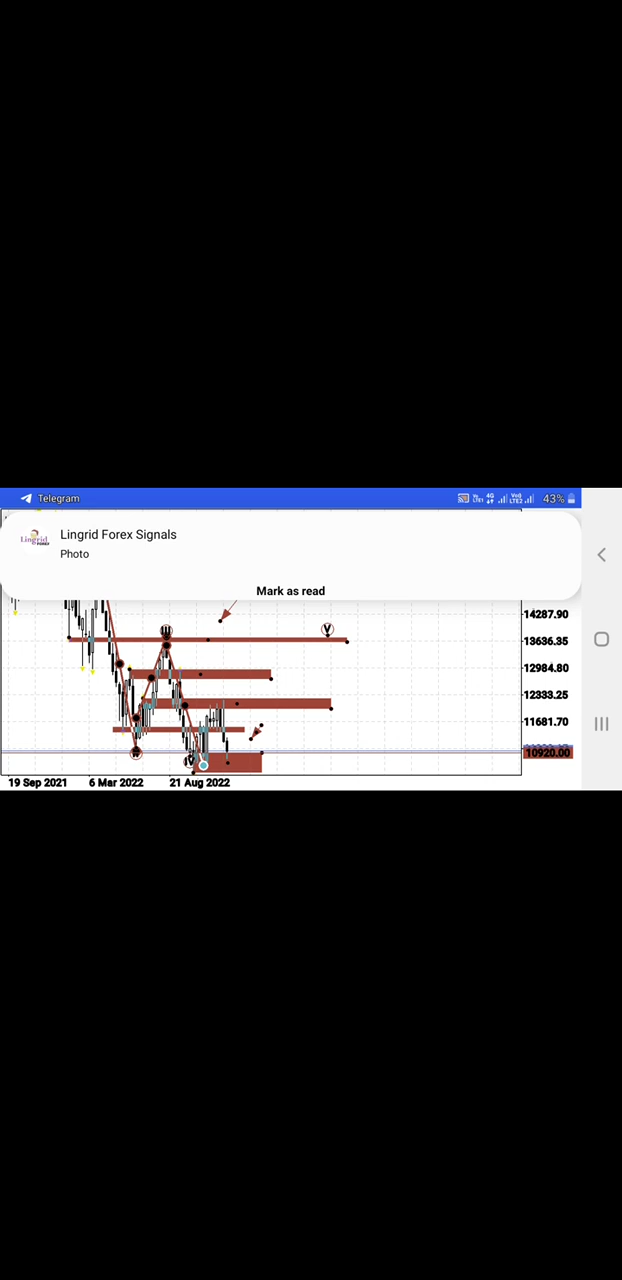 Telegram
43%
Lingrid Forex Signals
Photo
Mark as read
14287.90
13636.35
12984.80
12333.25
11681.70
10920.00
V
IV
19 Sep 2021 6 Mar 2022 21 Aug 2022